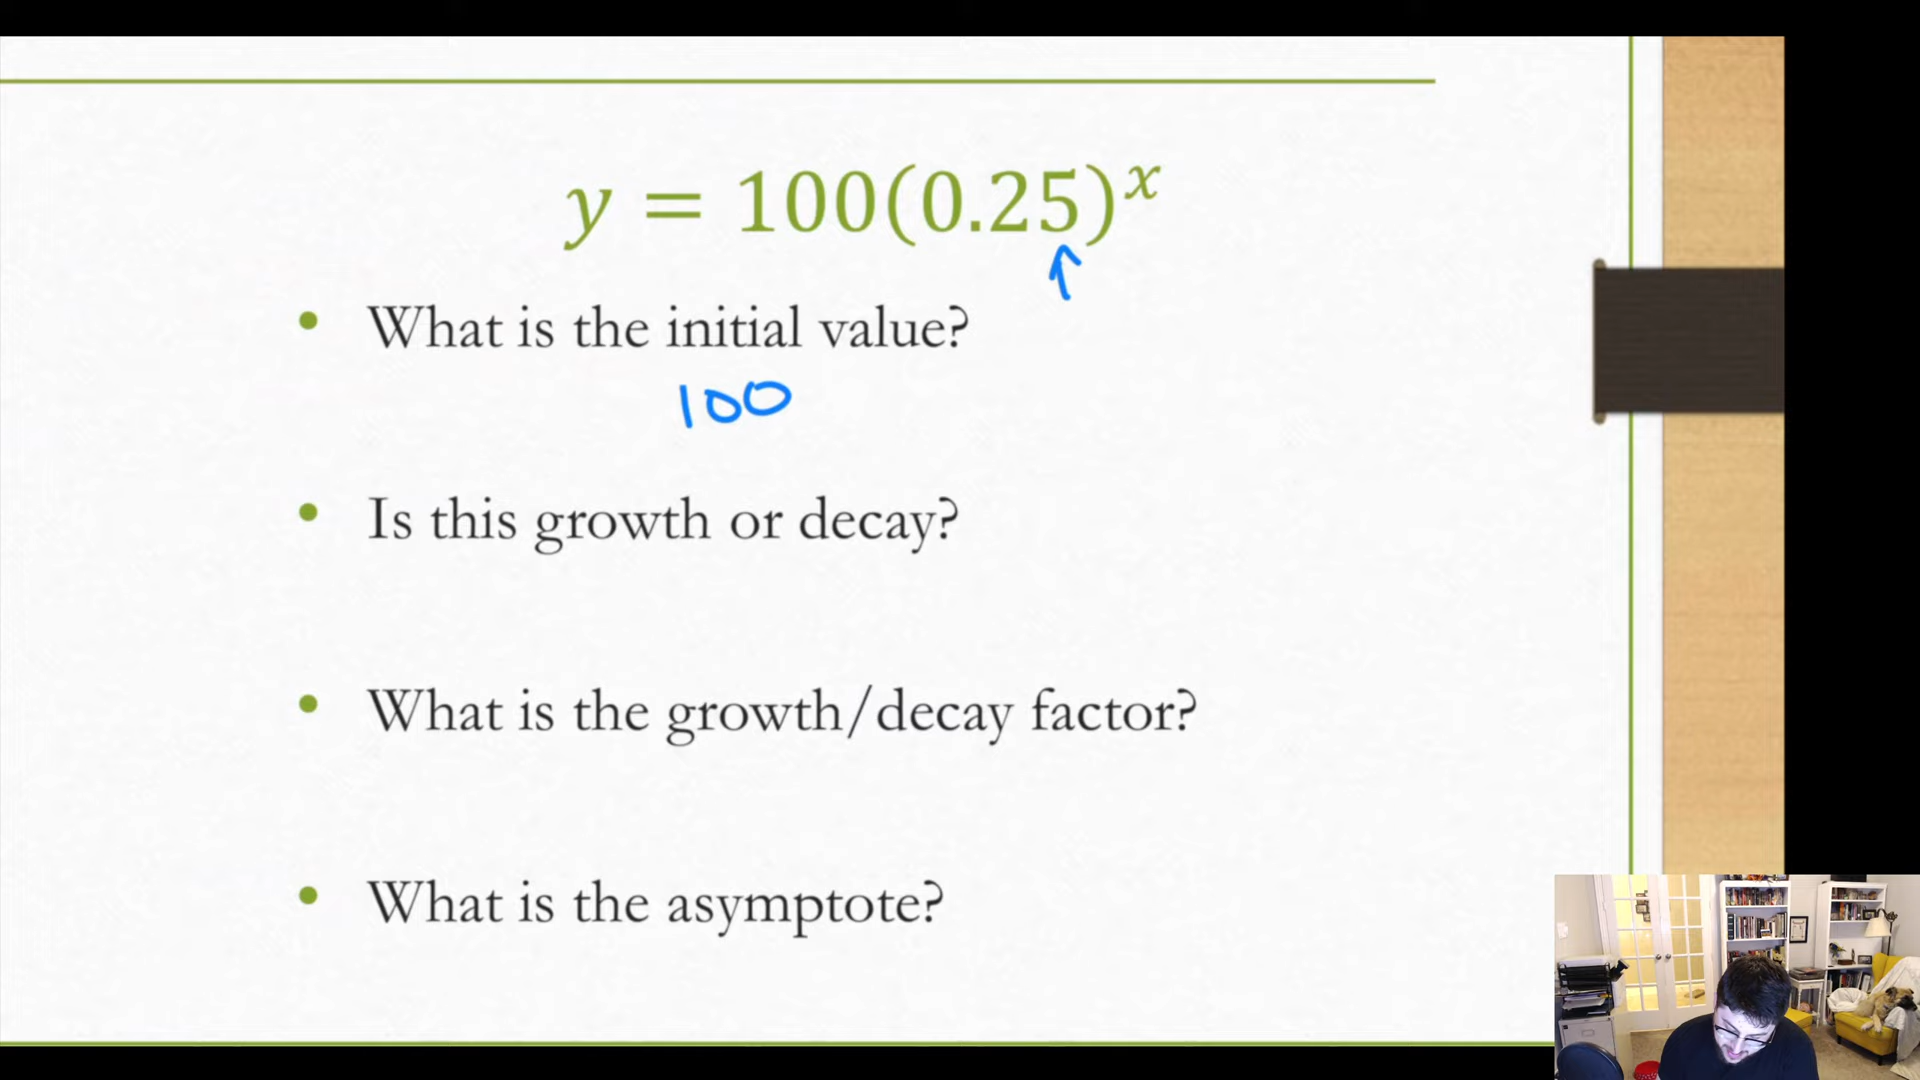 y = 100(0.25)^x
↑
• What is the initial value?
100
• Is this growth or decay?
• What is the growth/decay factor?
• What is the asymptote?